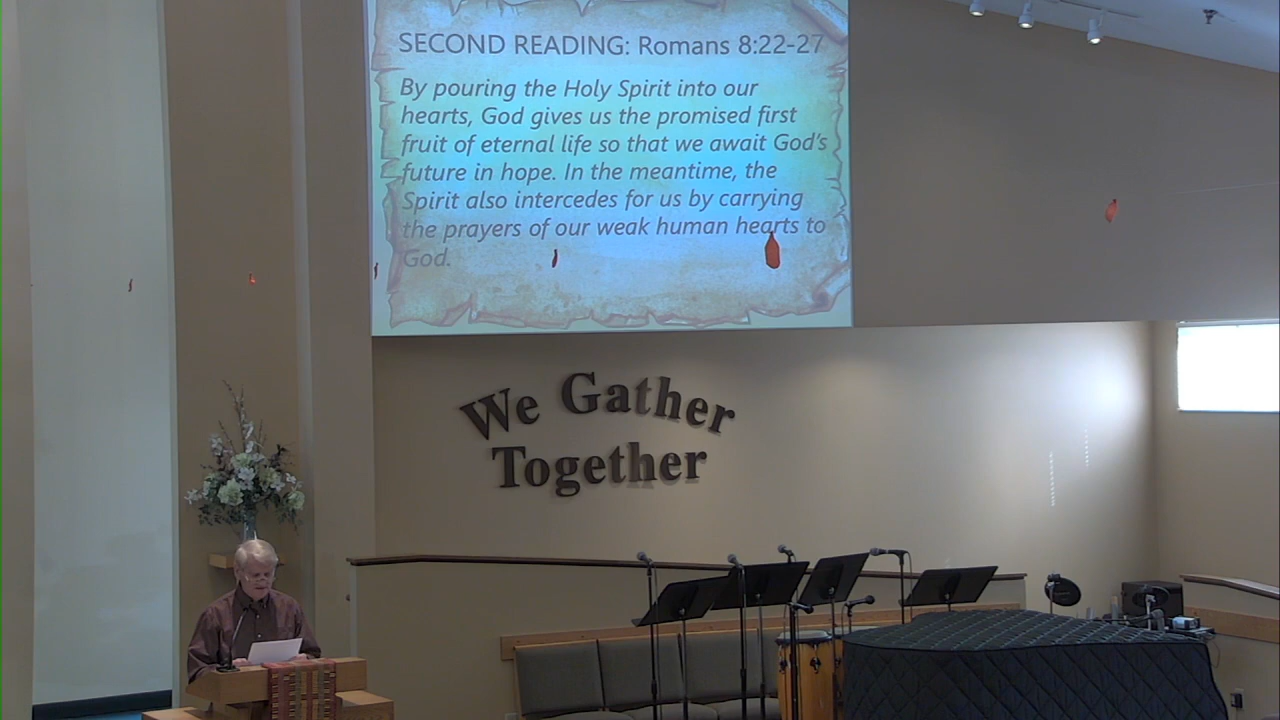 SECOND READING: Romans 8:22-27
By pouring the Holy Spirit into our
hearts, God gives us the promised first
fruit of eternal life so that we await God's
future in hope. In the meantime, the
Spirit also intercedes for us by carrying
the prayers of our weak human hearts to
God.
We Gather
Together